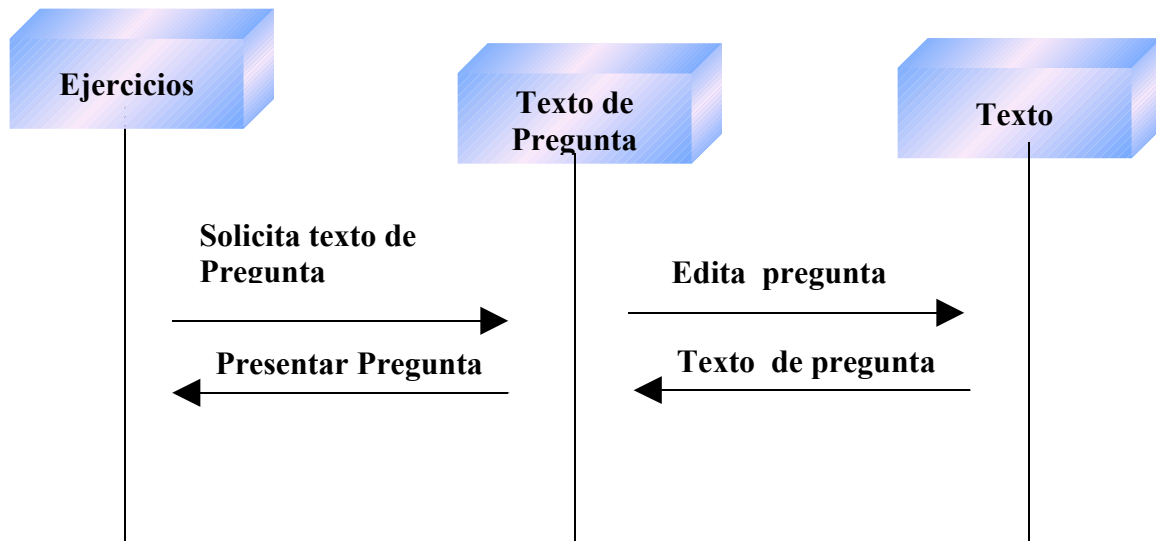 Ejercicios
Texto de
Pregunta
Texto
Solicita texto de
Pregunta
Edita pregunta
Presentar Pregunta
Texto de pregunta